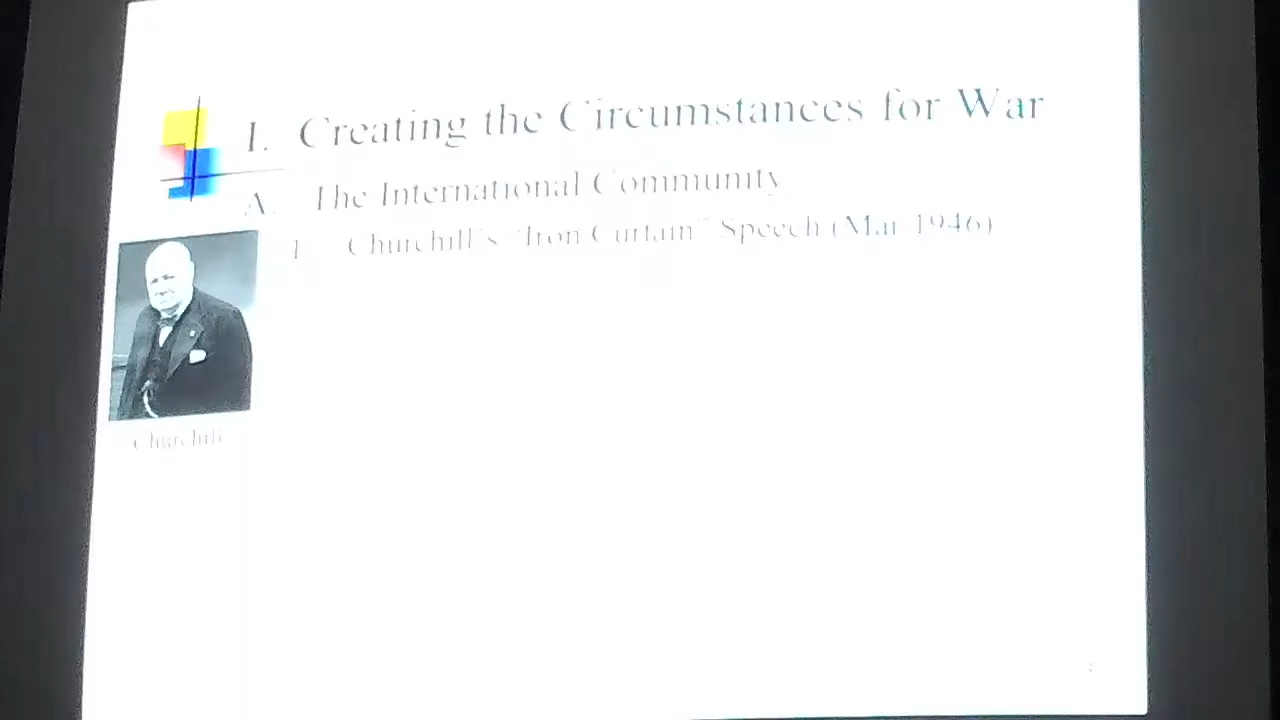 I. Creating the Circumstances for War
A. The International Community
1. Churchill's "Iron Curtain" Speech (Mar 1946)
Churchill